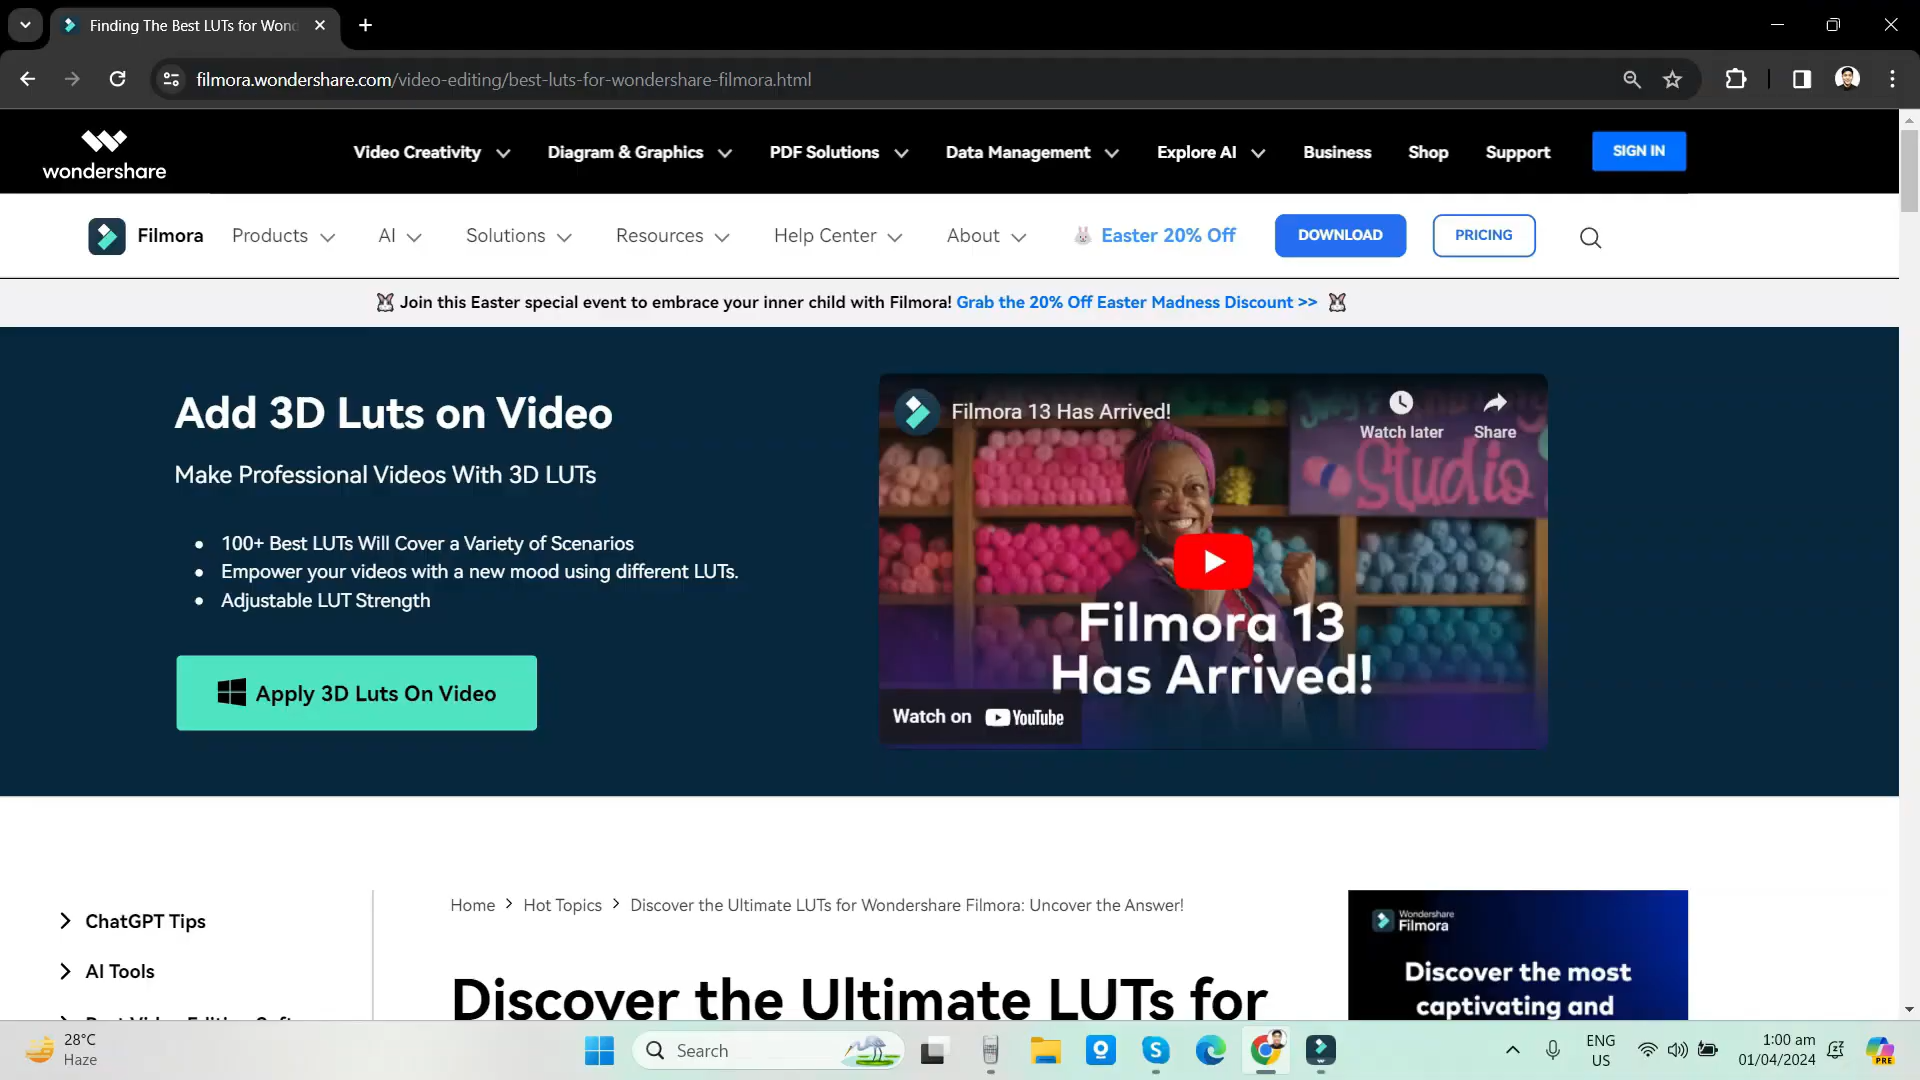 Finding The Best LUTs for Wond
filmora.wondershare.com/video-editing/best-luts-for-wondershare-filmora.html
wondershare
Video Creativity
Diagram & Graphics
PDF Solutions
Data Management
Explore AI
Business
Shop
Support
SIGN IN
Filmora
Products
AI
Solutions
Resources
Help Center
About
Easter 20% Off
DOWNLOAD
PRICING
Join this Easter special event to embrace your inner child with Filmora! Grab the 20% Off Easter Madness Discount >>
Add 3D Luts on Video
Make Professional Videos With 3D LUTs
• 100+ Best LUTs Will Cover a Variety of Scenarios
• Empower your videos with a new mood using different LUTs.
• Adjustable LUT Strength
Apply 3D Luts On Video
Filmora 13 Has Arrived!
Watch later
Share
Studio
Filmora 13
Has Arrived!
Watch on YouTube
ChatGPT Tips
AI Tools
Home > Hot Topics > Discover the Ultimate LUTs for Wondershare Filmora: Uncover the Answer!
Discover the Ultimate LUTs for
Wondershare
Filmora
Discover the most
captivating and
28°C
Haze
Search
ENG
US
1:00 am
01/04/2024
PRE